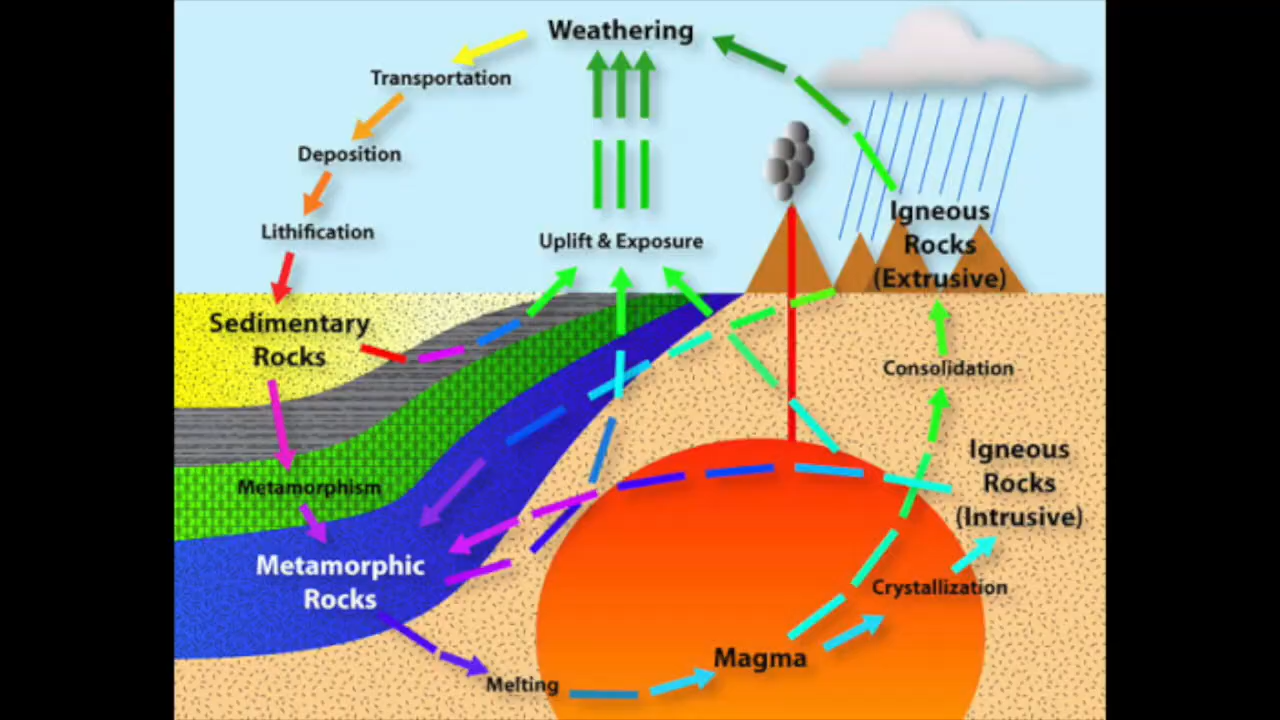 Weathering
Transportation
Deposition
Lithification
Uplift & Exposure
Igneous
Rocks
(Extrusive)
Sedimentary
Rocks
Consolidation
Igneous
Rocks
(Intrusive)
Metamorphism
Metamorphic
Rocks
Crystallization
Magma
Melting